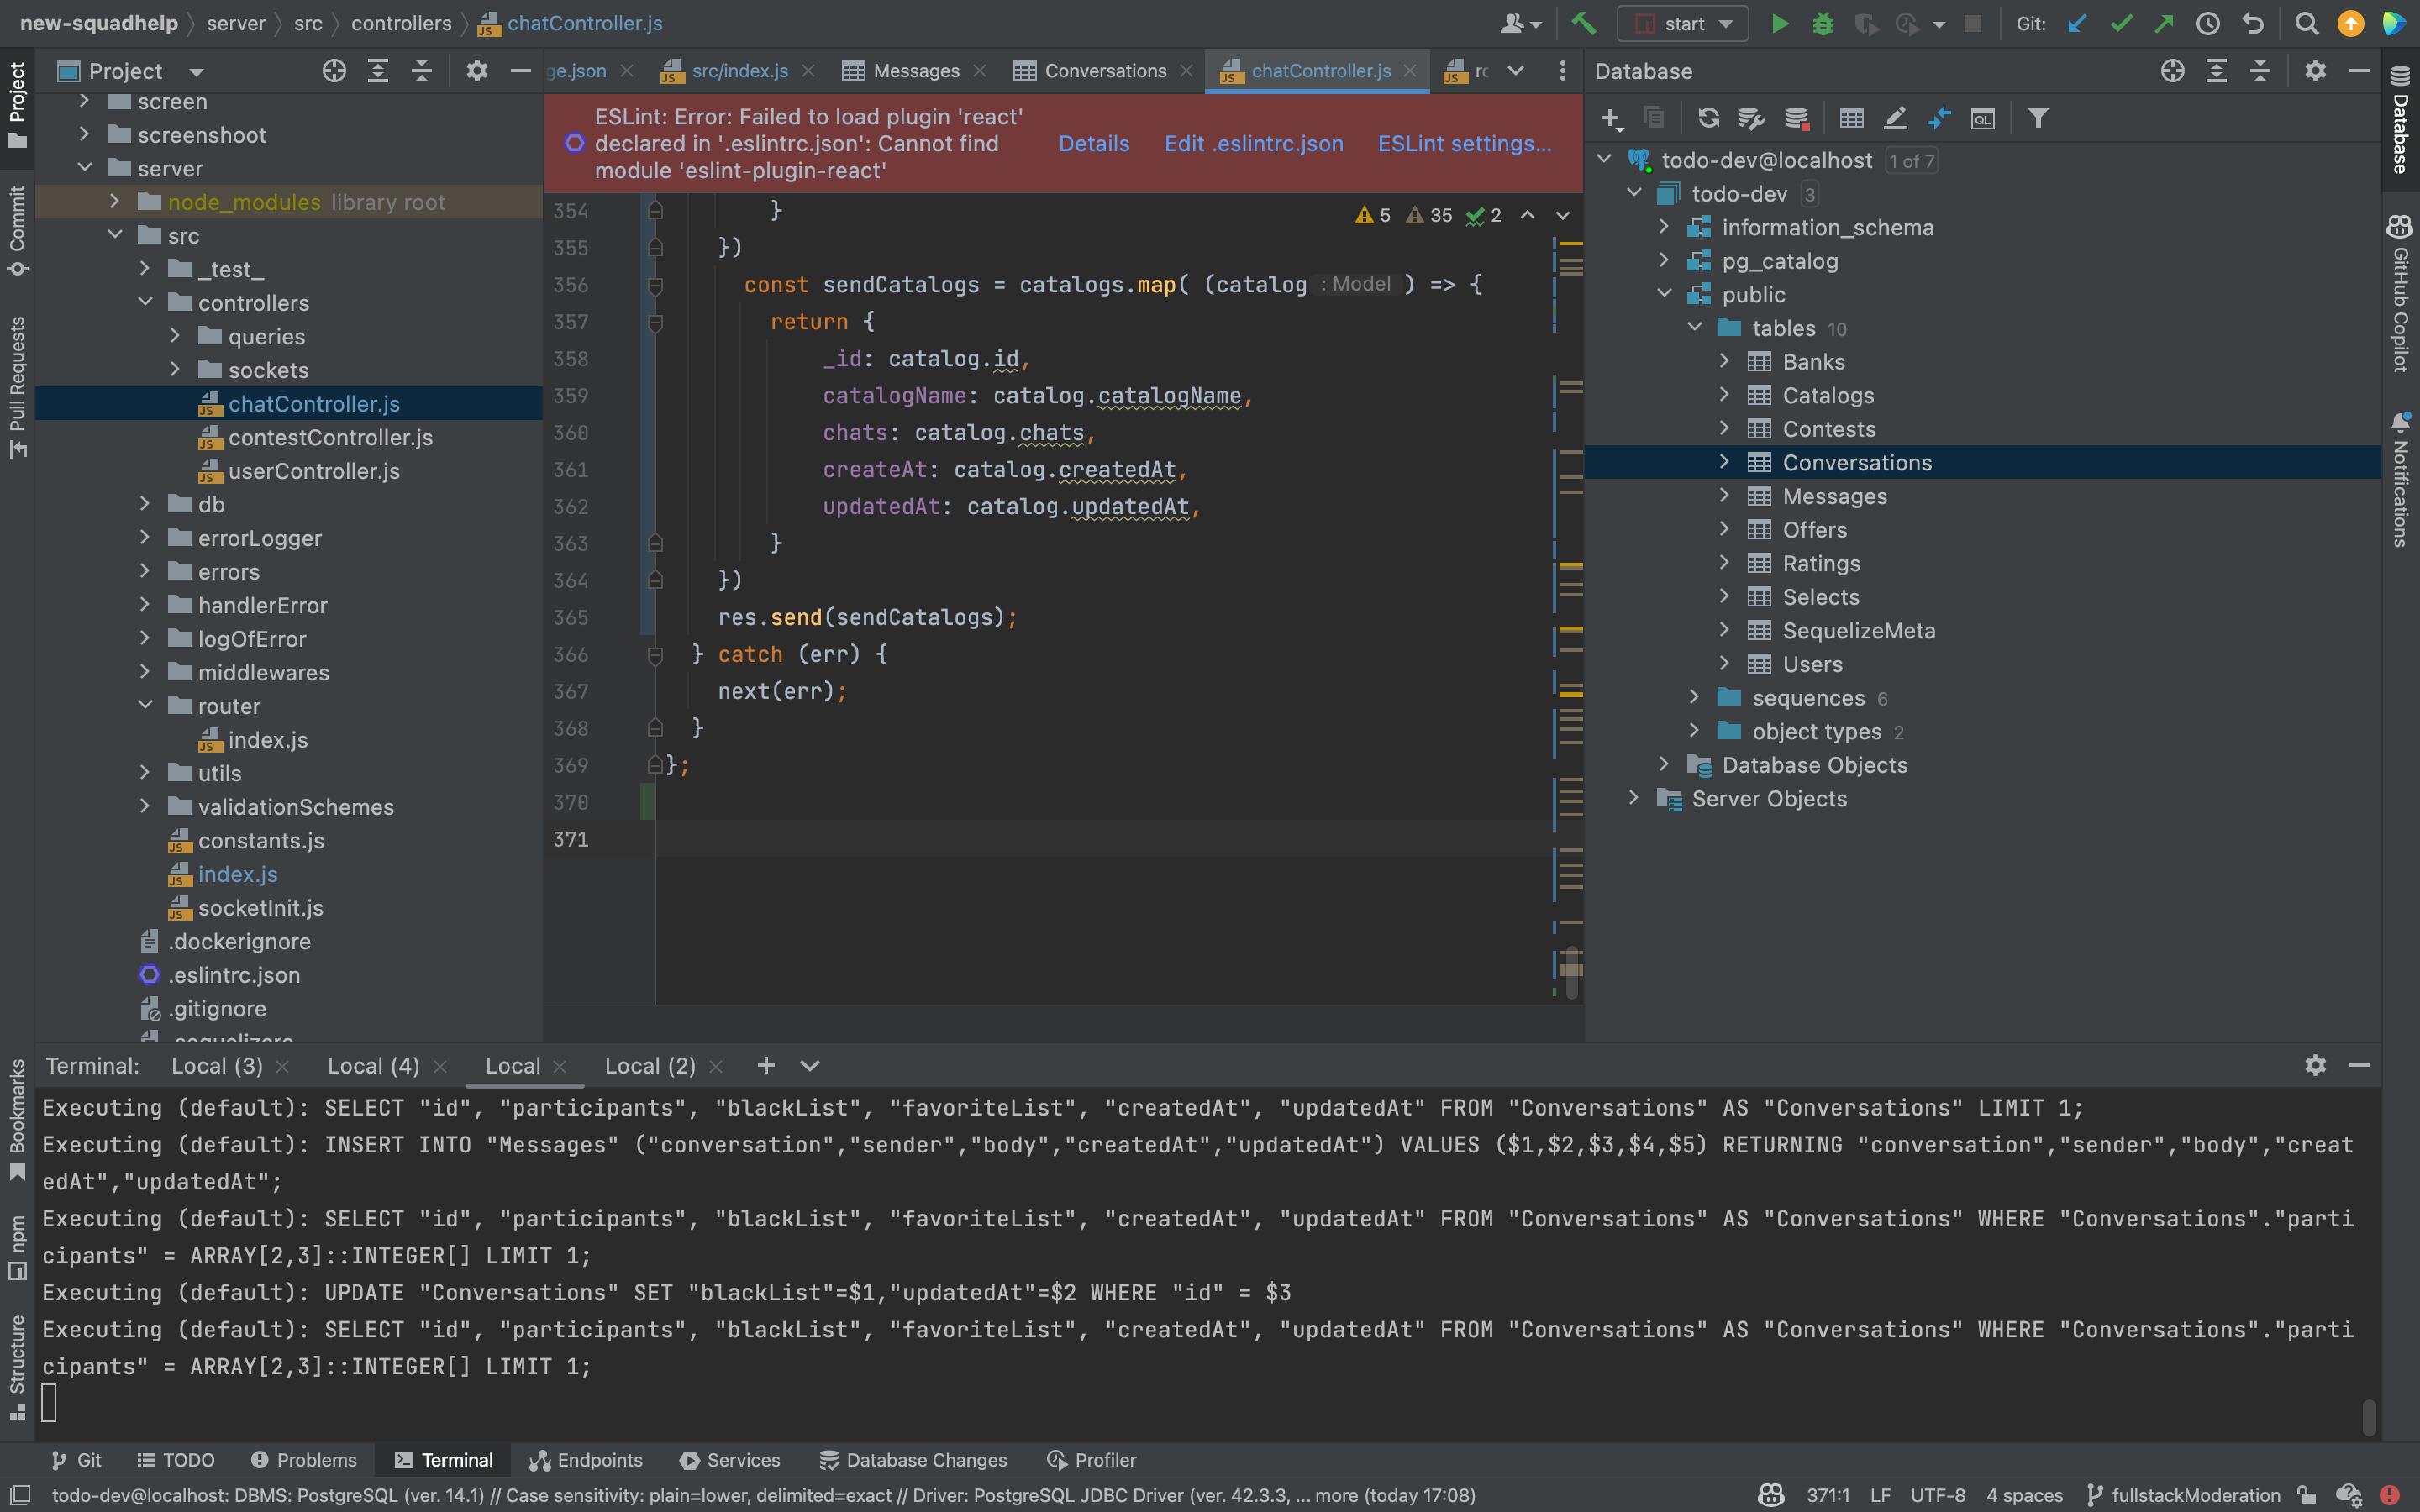 new-squadhelp server src controllers chatController.js
start
Git:
Project
ge.json src/index.js Messages Conversations chatController.js
Database
screen
screenshoot
server
node_modules library root
src
_test_
controllers
queries
sockets
chatController.js
contestController.js
userController.js
db
errorLogger
errors
handlerError
logOfError
middlewares
router
index.js
utils
validationSchemes
constants.js
index.js
socketInit.js
.dockerignore
.eslintrc.json
.gitignore
ESLint: Error: Failed to load plugin 'react'
declared in '.eslintrc.json': Cannot find
module 'eslint-plugin-react'
Details Edit .eslintrc.json ESLint settings...
5 35 2
354 }
355 })
356 const sendCatalogs = catalogs.map( (catalog : Model ) => {
357 return {
358 _id: catalog.id,
359 catalogName: catalog.catalogName,
360 chats: catalog.chats,
361 createAt: catalog.createdAt,
362 updatedAt: catalog.updatedAt,
363 }
364 })
365 res.send(sendCatalogs);
366 } catch (err) {
367 next(err);
368 }
369 };
370
371
todo-dev@localhost 1 of 7
todo-dev 3
information_schema
pg_catalog
public
tables 10
Banks
Catalogs
Contests
Conversations
Messages
Offers
Ratings
Selects
SequelizeMeta
Users
sequences 6
object types 2
Database Objects
Server Objects
Project
Commit
Pull Requests
Bookmarks
npm
Structure
Database
GitHub Copilot
Notifications
Terminal: Local (3) Local (4) Local Local (2)
Executing (default): SELECT "id", "participants", "blackList", "favoriteList", "createdAt", "updatedAt" FROM "Conversations" AS "Conversations" LIMIT 1;
Executing (default): INSERT INTO "Messages" ("conversation","sender","body","createdAt","updatedAt") VALUES ($1,$2,$3,$4,$5) RETURNING "conversation","sender","body","creat
edAt","updatedAt";
Executing (default): SELECT "id", "participants", "blackList", "favoriteList", "createdAt", "updatedAt" FROM "Conversations" AS "Conversations" WHERE "Conversations"."parti
cipants" = ARRAY[2,3]::INTEGER[] LIMIT 1;
Executing (default): UPDATE "Conversations" SET "blackList"=$1,"updatedAt"=$2 WHERE "id" = $3
Executing (default): SELECT "id", "participants", "blackList", "favoriteList", "createdAt", "updatedAt" FROM "Conversations" AS "Conversations" WHERE "Conversations"."parti
cipants" = ARRAY[2,3]::INTEGER[] LIMIT 1;
Git TODO Problems Terminal Endpoints Services Database Changes Profiler
todo-dev@localhost: DBMS: PostgreSQL (ver. 14.1) // Case sensitivity: plain=lower, delimited=exact // Driver: PostgreSQL JDBC Driver (ver. 42.3.3, ... more (today 17:08)
371:1 LF UTF-8 4 spaces fullstackModeration